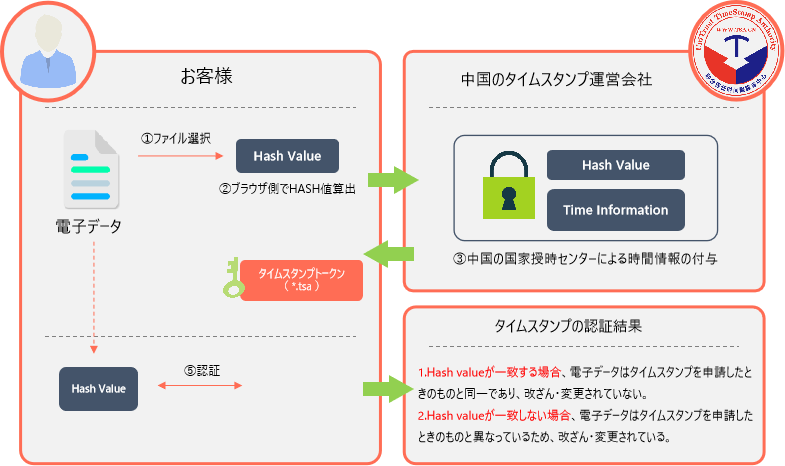 お客様
①ファイル選択
Hash Value
②ブラウザ側でHASH値算出
電子データ
タイムスタンプトークン
( *.tsa )
Hash Value
⑤認証
UniTrust TimeStamp Authority
WWW.TSA.CN
中国のタイムスタンプ運営会社
Hash Value
Time Information
③中国の国家授時センターによる時間情報の付与
タイムスタンプの認証結果
1.Hash valueが一致する場合、電子データはタイムスタンプを申請したと
きのものと同一であり、改ざん・変更されていない。
2.Hash valueが一致しない場合、電子データはタイムスタンプを申請した
ときのものと異なっているため、改ざん・変更されている。